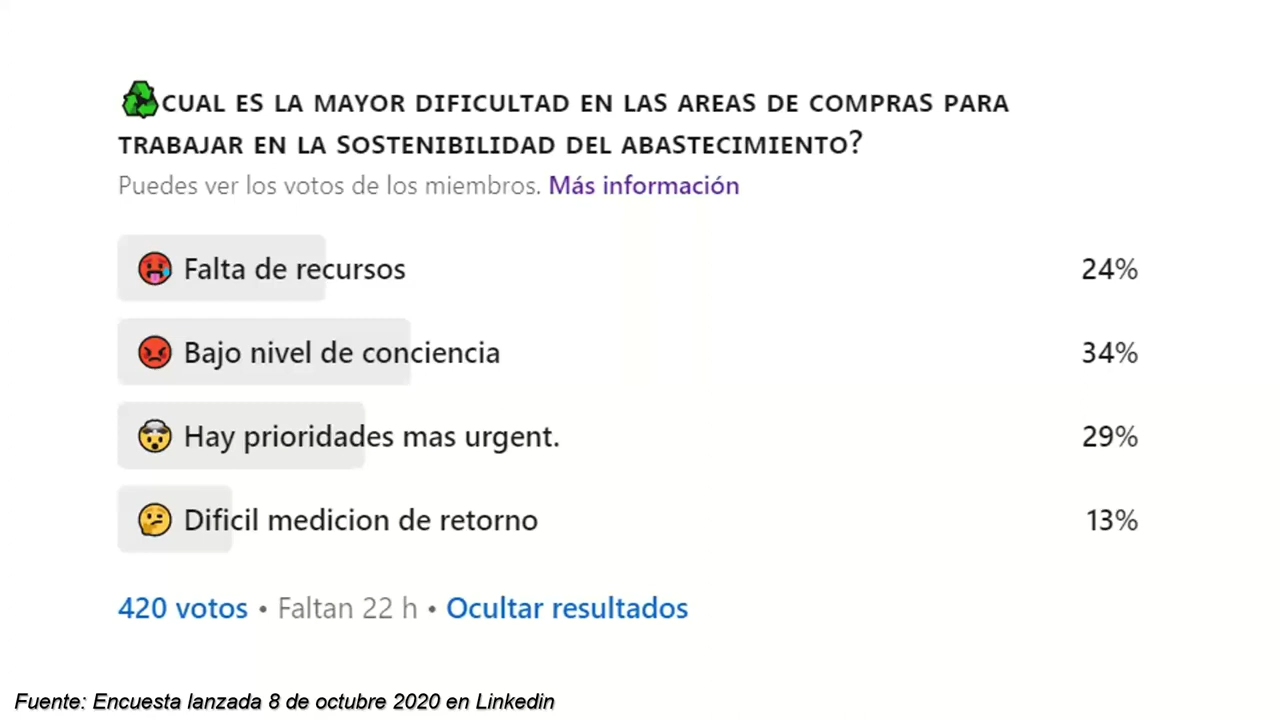 ♻CUAL ES LA MAYOR DIFICULTAD EN LAS AREAS DE COMPRAS PARA
TRABAJAR EN LA SOSTENIBILIDAD DEL ABASTECIMIENTO?
Puedes ver los votos de los miembros. Más información
🥵 Falta de recursos 24%
😡 Bajo nivel de conciencia 34%
🤯 Hay prioridades mas urgent. 29%
🤔 Dificil medicion de retorno 13%
420 votos • Faltan 22 h • Ocultar resultados
Fuente: Encuesta lanzada 8 de octubre 2020 en Linkedin